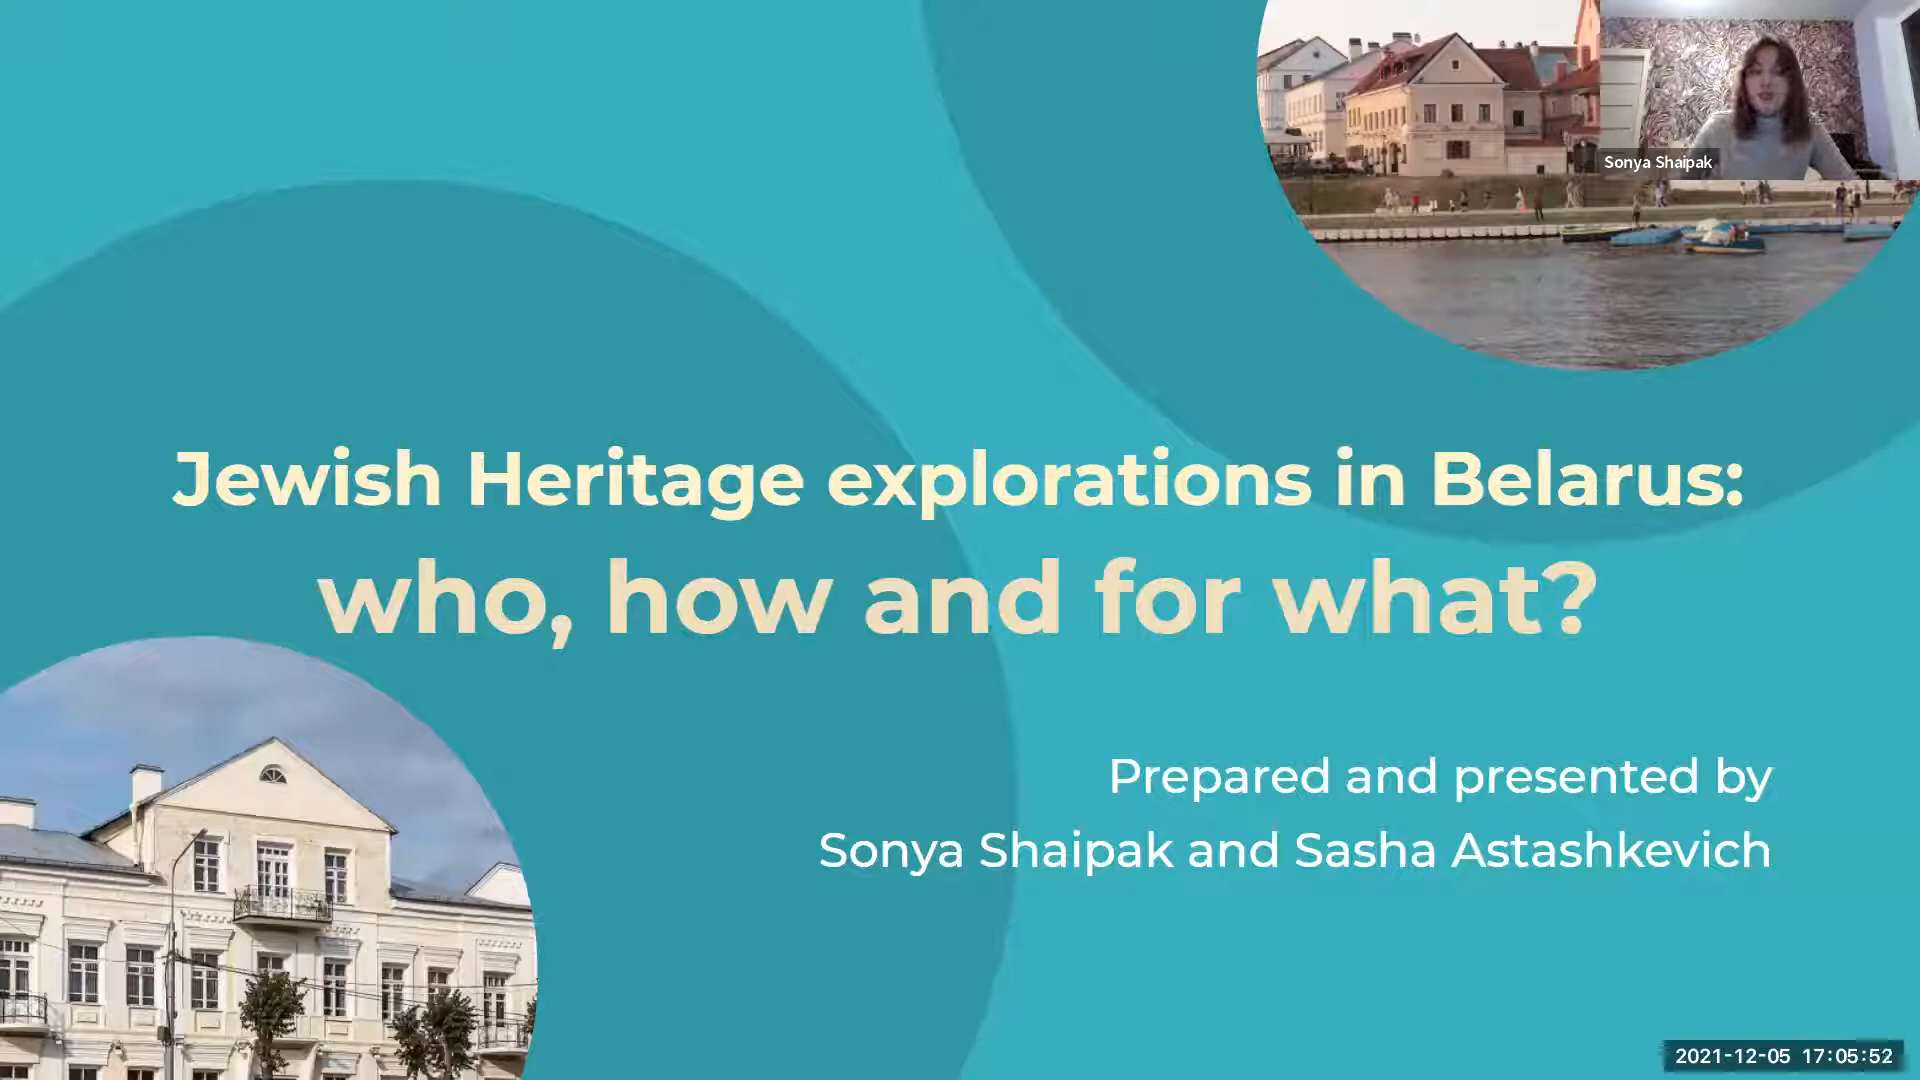 Sonya Shaipak
Jewish Heritage explorations in Belarus:
who, how and for what?
Prepared and presented by
Sonya Shaipak and Sasha Astashkevich
2021-12-05 17:05:52